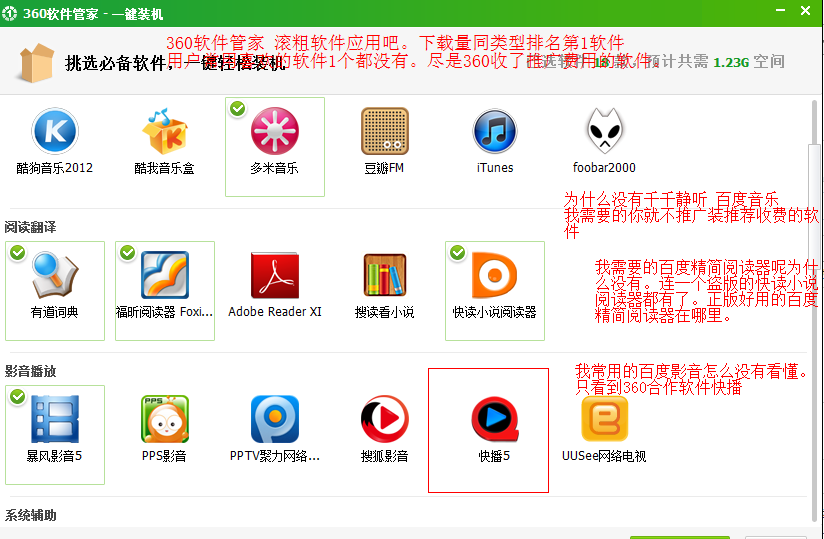 360软件管家 - 一键装机
360软件管家 滚粗软件应用吧。下载量同类型排名第1软件
挑选必备软件，一键轻松装机
的软件1个都没有。尽是360收了推广费用的软件。
预计共需 1.23G 空间
酷狗音乐2012
酷我音乐盒
多米音乐
豆瓣FM
iTunes
foobar2000
为什么没有千千静听 百度音乐
我需要的你就不推广装推荐收费的软
件
阅读翻译
我需要的百度精简阅读器呢为什
么没有。连一个盗版的快读小说
阅读器都有了。正版好用的百度
精简阅读器在哪里。
有道词典
福昕阅读器 Foxi...
Adobe Reader XI
搜读看小说
快读小说阅读器
影音播放
我常用的百度影音怎么没有看懂。
只看到360合作软件快播
PPS
暴风影音5
PPS影音
PPTV聚力网络...
搜狐影音
快播5
UUSee网络电视
系统辅助